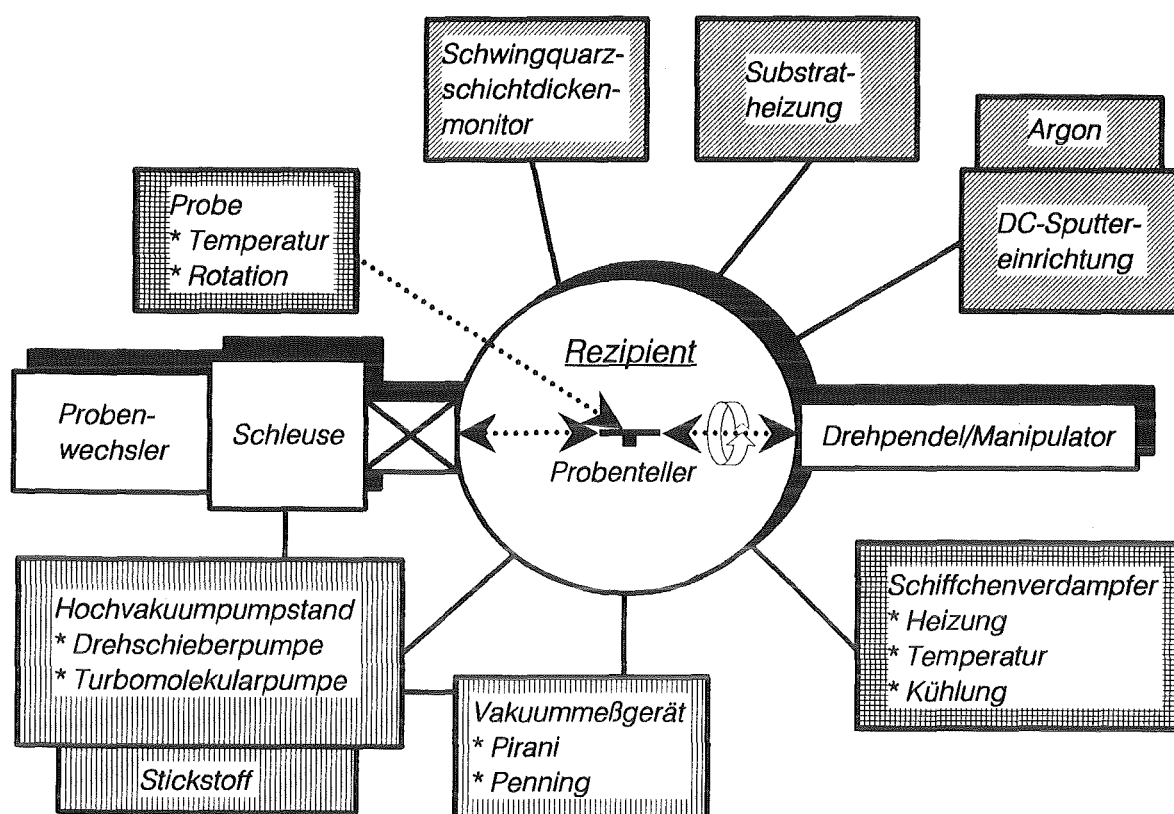 Schwingquarz-
schichtdicken-
monitor
Substrat-
heizung
Argon
DC-Sputter-
einrichtung
Probe
* Temperatur
* Rotation
Rezipient
Proben-
wechsler
Schleuse
Probenteller
Drehpendel/Manipulator
Hochvakuumpumpstand
* Drehschieberpumpe
* Turbomolekularpumpe
Stickstoff
Vakuummeßgerät
* Pirani
* Penning
Schiffchenverdampfer
* Heizung
* Temperatur
* Kühlung